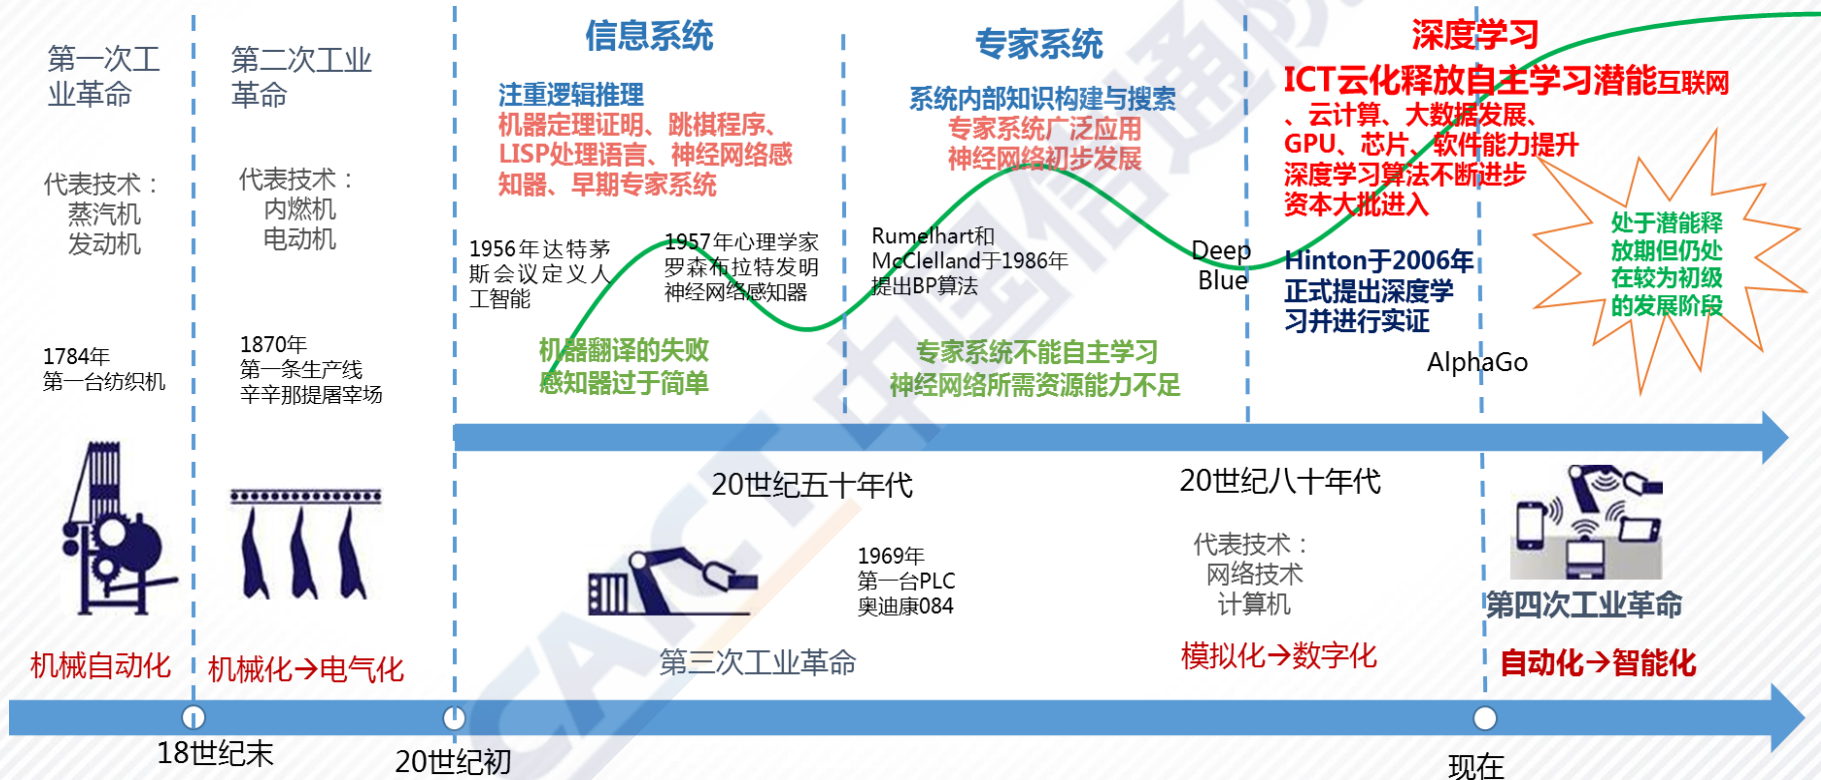 第一次工
业革命
代表技术：
蒸汽机
发动机
1784年
第一台纺织机
机械自动化
第二次工业
革命
代表技术：
内燃机
电动机
1870年
第一条生产线
辛辛那提屠宰场
机械化→电气化
信息系统
注重逻辑推理
机器定理证明、跳棋程序、
LISP处理语言、神经网络感
知器、早期专家系统
1956年达特茅
斯会议定义人
工智能
1957年心理学家
罗森布拉特发明
神经网络感知器
机器翻译的失败
感知器过于简单
专家系统
系统内部知识构建与搜索
专家系统广泛应用
神经网络初步发展
Rumelhart和
McClelland于1986年
提出BP算法
Deep
Blue
专家系统不能自主学习
神经网络所需资源能力不足
深度学习
ICT云化释放自主学习潜能互联网
、云计算、大数据发展、
GPU、芯片、软件能力提升
深度学习算法不断进步
资本大批进入
Hinton于2006年
正式提出深度学
习并进行实证
AlphaGo
处于潜能释
放期但仍处
在较为初级
的发展阶段
20世纪五十年代
20世纪八十年代
1969年
第一台PLC
奥迪康084
代表技术：
网络技术
计算机
第三次工业革命
模拟化→数字化
第四次工业革命
自动化→智能化
18世纪末
20世纪初
现在
CAICT 中国信通院